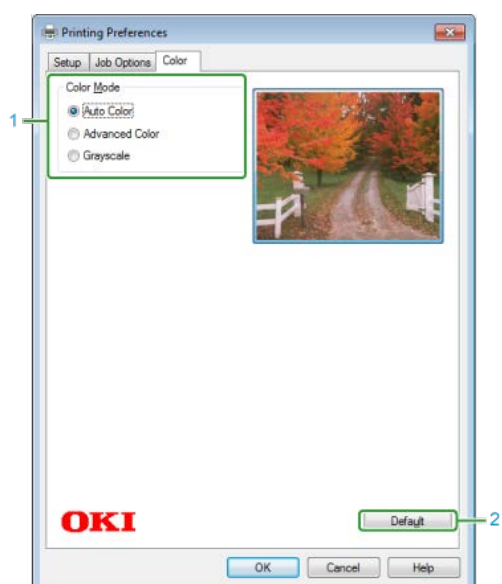 Printing Preferences
Setup Job Options Color
Color Mode
1
Auto Color
Advanced Color
Grayscale
OKI
Default
2
OK Cancel Help